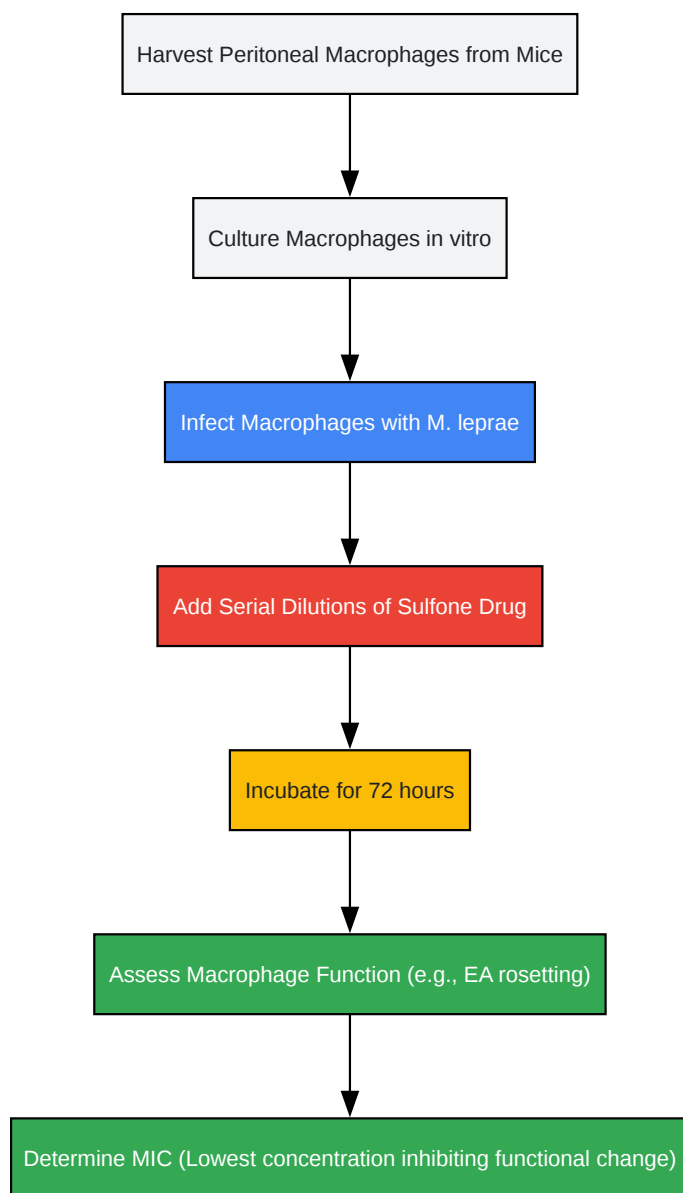 Harvest Peritoneal Macrophages from Mice
Culture Macrophages in vitro
Infect Macrophages with M. leprae
Add Serial Dilutions of Sulfone Drug
Incubate for 72 hours
Assess Macrophage Function (e.g., EA rosetting)
Determine MIC (Lowest concentration inhibiting functional change)